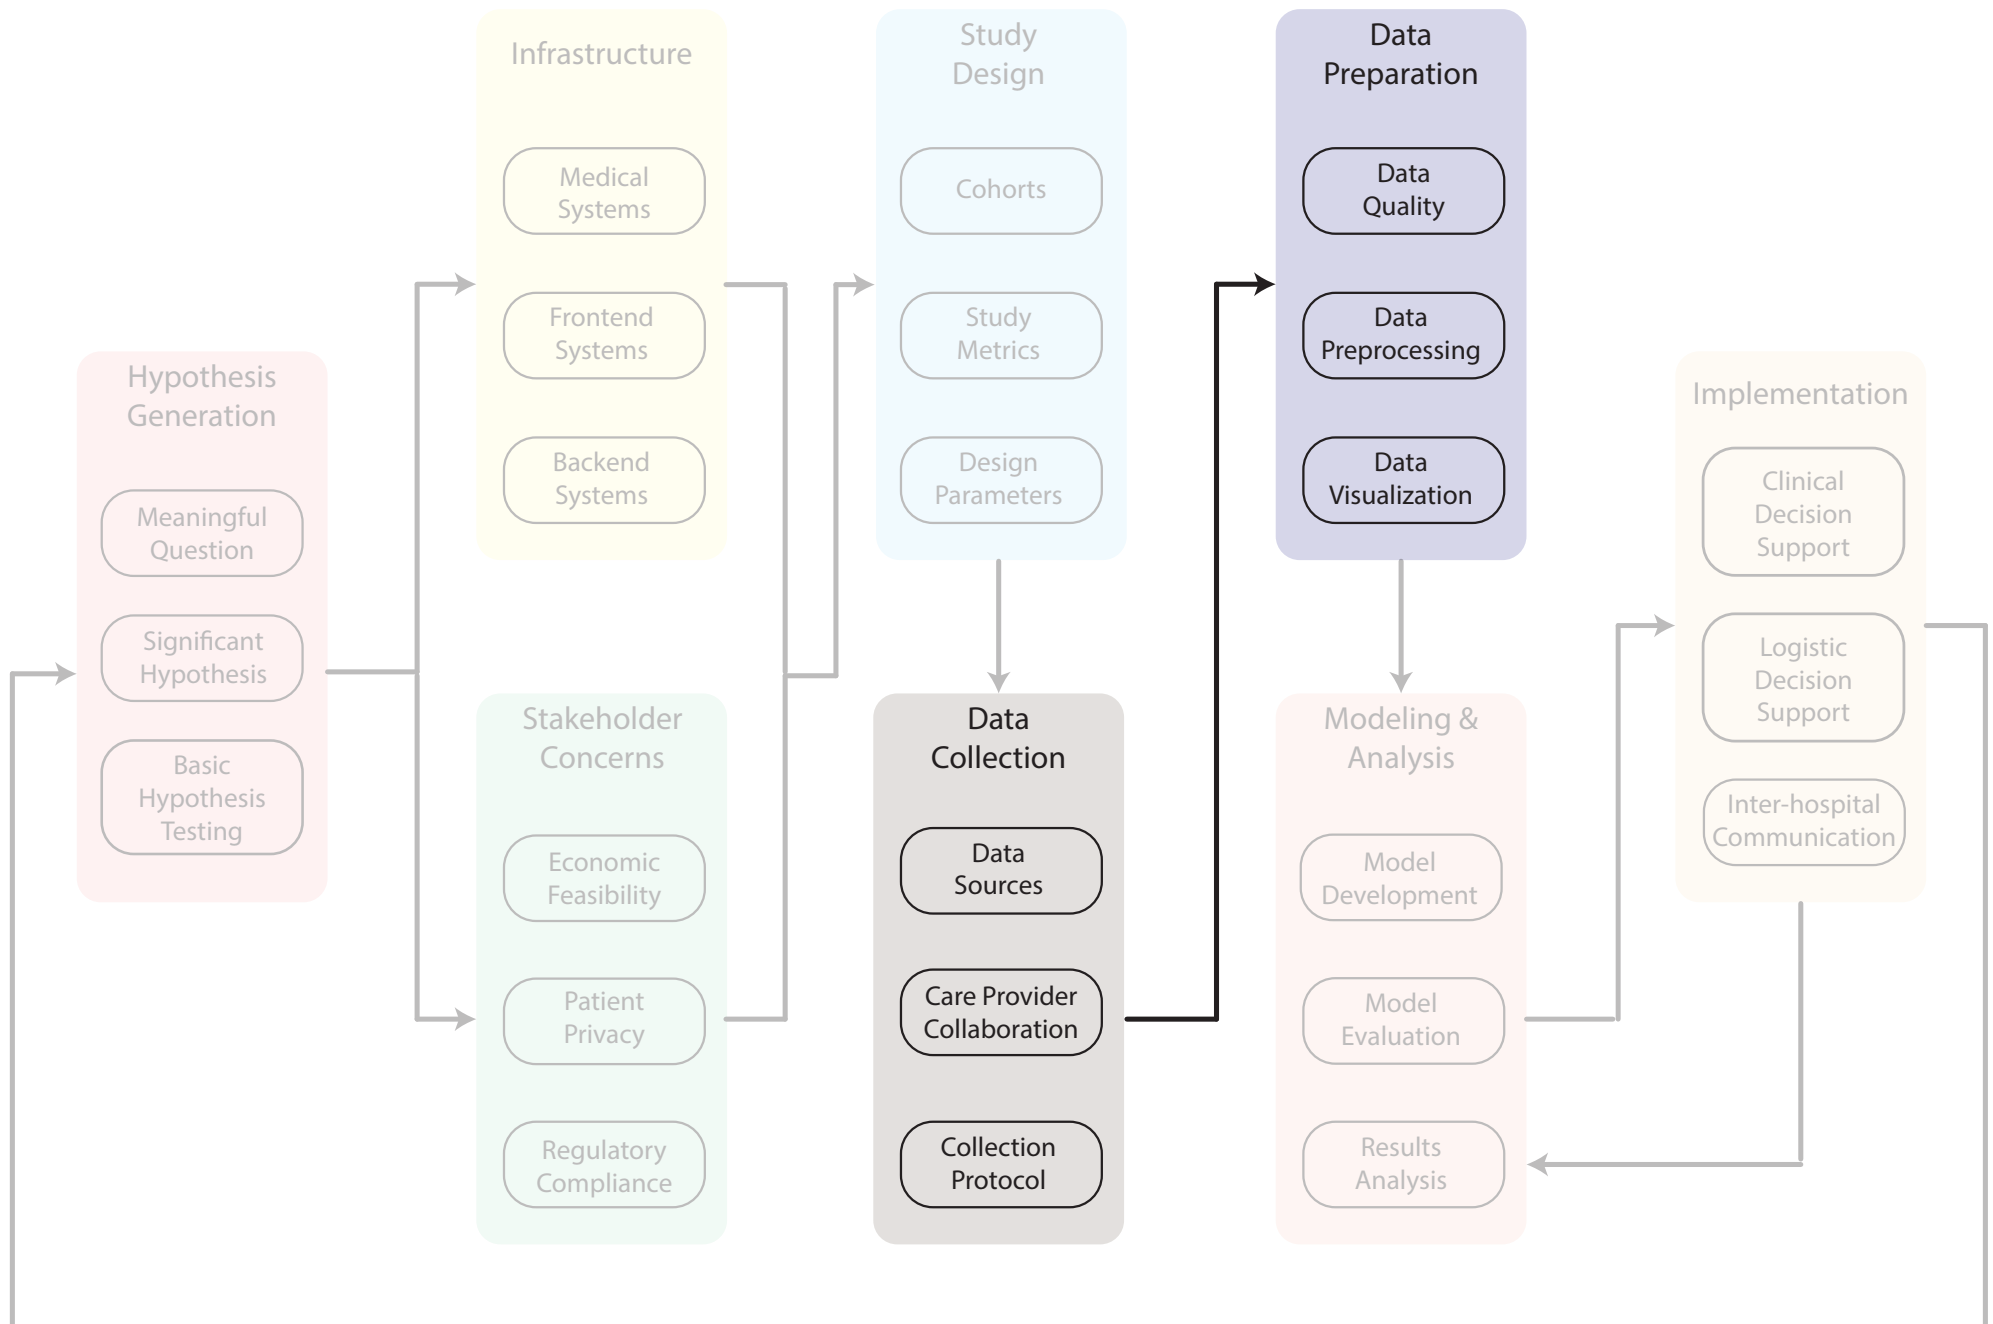 Hypothesis
Generation
Meaningful
Question
Significant
Hypothesis
Basic
Hypothesis
Testing
Infrastructure
Medical
Systems
Frontend
Systems
Backend
Systems
Stakeholder
Concerns
Economic
Feasibility
Patient
Privacy
Regulatory
Compliance
Study
Design
Cohorts
Study
Metrics
Design
Parameters
Data
Collection
Data
Sources
Care Provider
Collaboration
Collection
Protocol
Data
Preparation
Data
Quality
Data
Preprocessing
Data
Visualization
Modeling &
Analysis
Model
Development
Model
Evaluation
Results
Analysis
Implementation
Clinical
Decision
Support
Logistic
Decision
Support
Inter-hospital
Communication